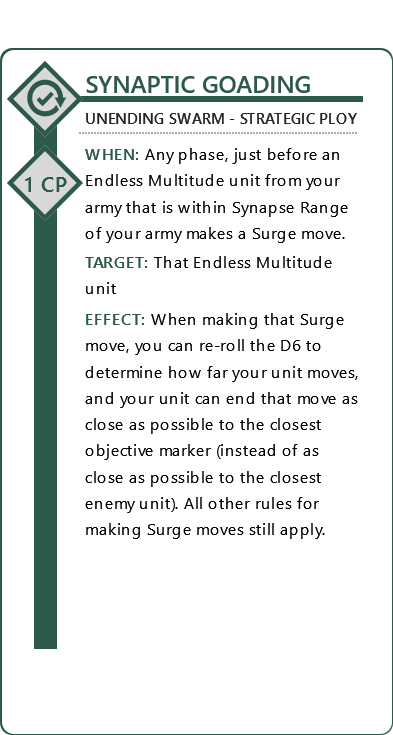 SYNAPTIC GOADING
UNENDING SWARM - STRATEGIC PLOY
WHEN: Any phase, just before an
1 CP
Endless Multitude unit from your
army that is within Synapse Range
of your army makes a Surge move.
TARGET: That Endless Multitude
unit
EFFECT: When making that Surge
move, you can re-roll the D6 to
determine how far your unit moves,
and your unit can end that move as
close as possible to the closest
objective marker (instead of as
close as possible to the closest
enemy unit). All other rules for
making Surge moves still apply.